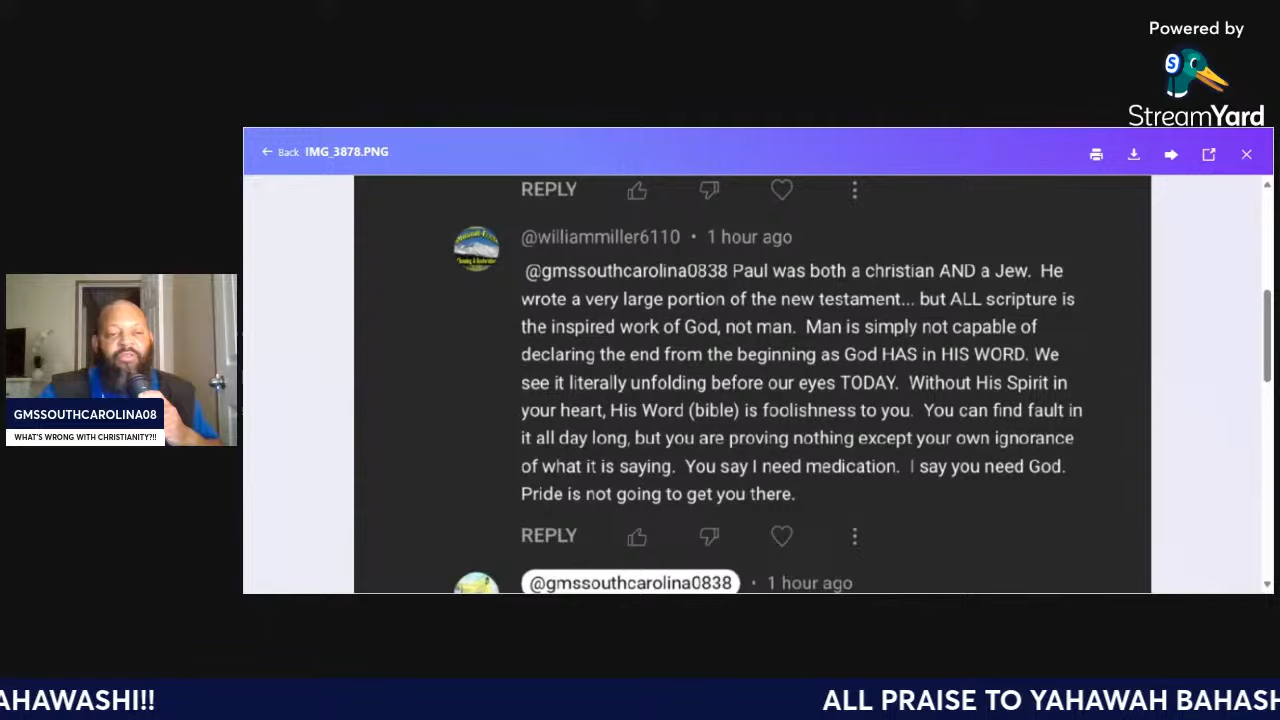 Powered by
StreamYard
← Back IMG_3878.PNG
REPLY
@williammiller6110 • 1 hour ago
@gmssouthcarolina0838 Paul was both a christian AND a Jew. He
wrote a very large portion of the new testament... but ALL scripture is
the inspired work of God, not man. Man is simply not capable of
declaring the end from the beginning as God HAS in HIS WORD. We
see it literally unfolding before our eyes TODAY. Without His Spirit in
your heart, His Word (bible) is foolishness to you. You can find fault in
it all day long, but you are proving nothing except your own ignorance
of what it is saying. You say I need medication. I say you need God.
Pride is not going to get you there.
REPLY
@gmssouthcarolina0838 • 1 hour ago
GMSSOUTHCAROLINA08
WHAT'S WRONG WITH CHRISTIANITY?!!
AHAWASHI!! ALL PRAISE TO YAHAWAH BAHASH